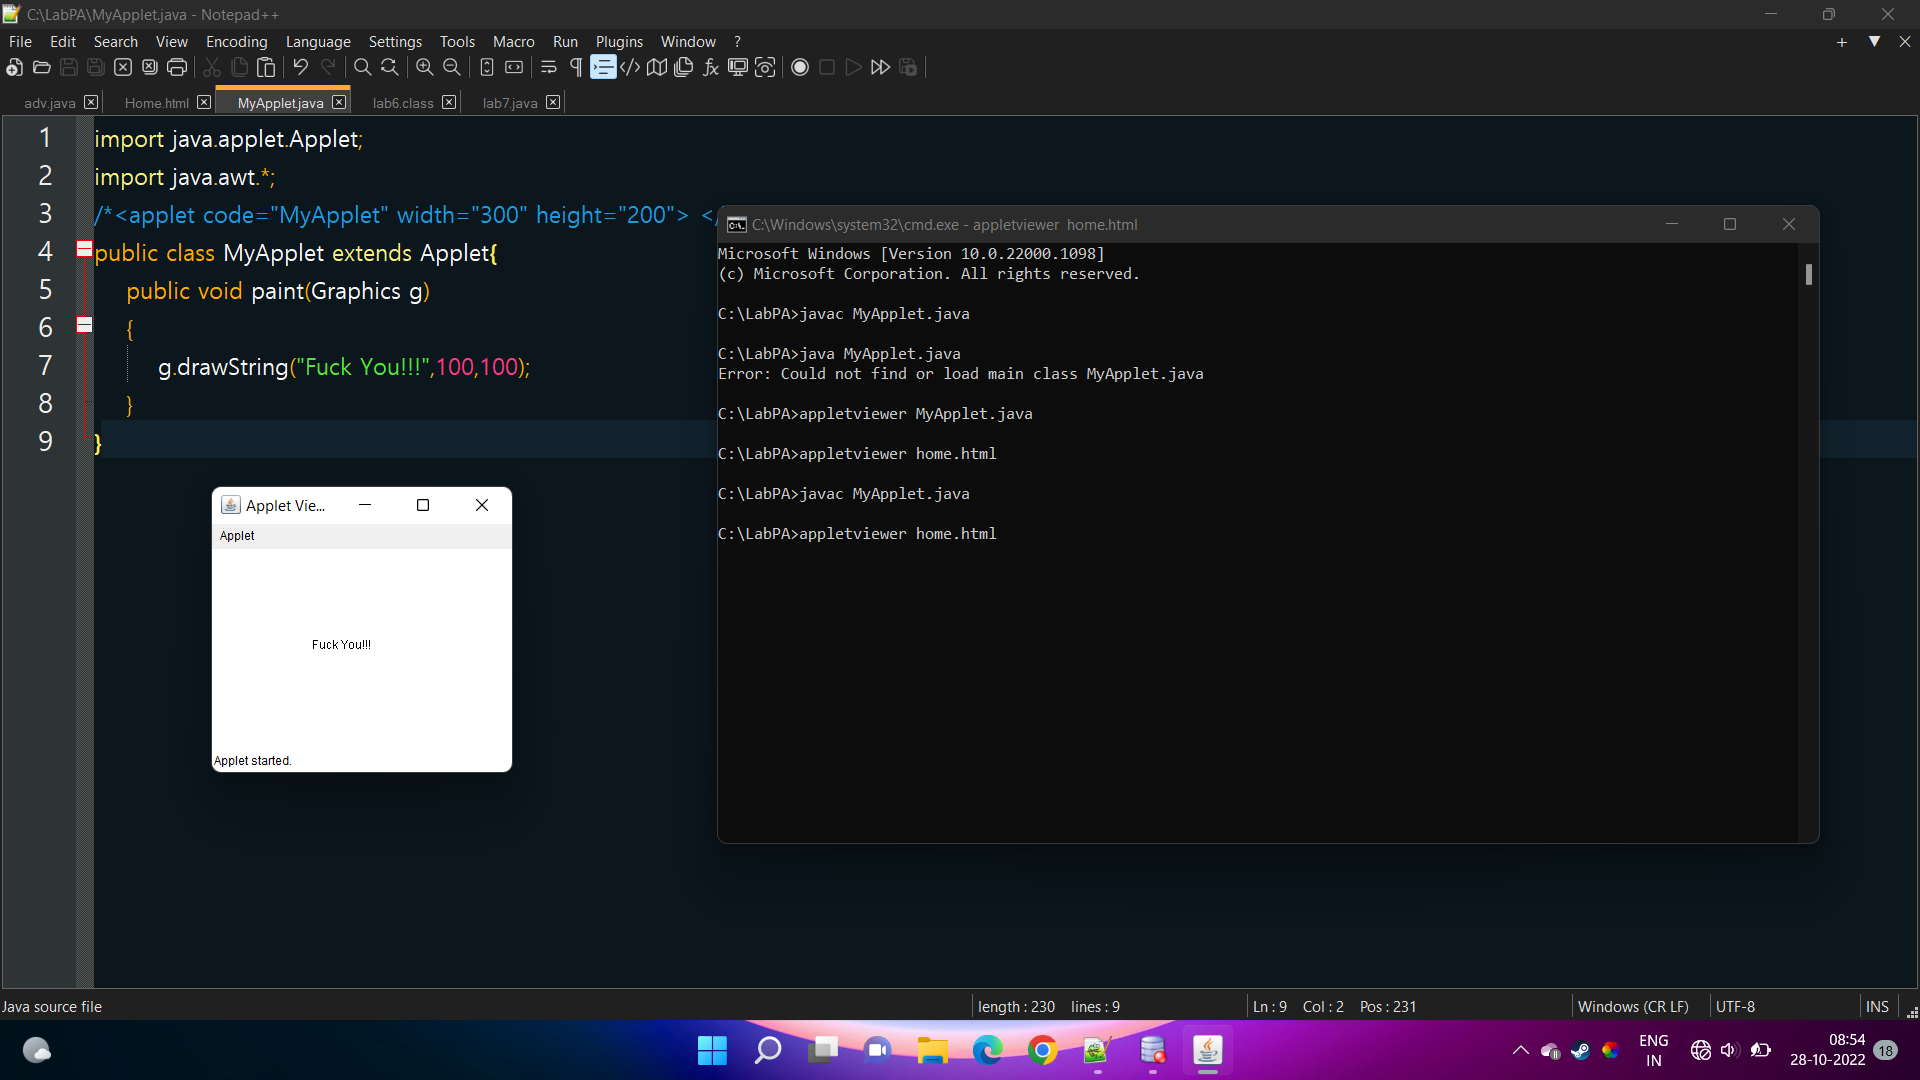 C:\LabPA\MyApplet.java - Notepad++
File Edit Search View Encoding Language Settings Tools Macro Run Plugins Window ?
adv.java Home.html MyApplet.java lab6.class lab7.java
1 import java.applet.Applet;
2 import java.awt.*;
3 /*<applet code="MyApplet" width="300" height="200"> </
4 public class MyApplet extends Applet{
5 public void paint(Graphics g)
6 {
7 g.drawString("Fuck You!!!",100,100);
8 }
9 }
C:\Windows\system32\cmd.exe - appletviewer  home.html
Microsoft Windows [Version 10.0.22000.1098]
(c) Microsoft Corporation. All rights reserved.
C:\LabPA>javac MyApplet.java
C:\LabPA>java MyApplet.java
Error: Could not find or load main class MyApplet.java
C:\LabPA>appletviewer MyApplet.java
C:\LabPA>appletviewer home.html
C:\LabPA>javac MyApplet.java
C:\LabPA>appletviewer home.html
Applet Vie...
Applet
Fuck You!!!
Applet started.
Java source file length : 230 lines : 9 Ln : 9 Col : 2 Pos : 231 Windows (CR LF) UTF-8 INS
ENG
IN
08:54
28-10-2022
18